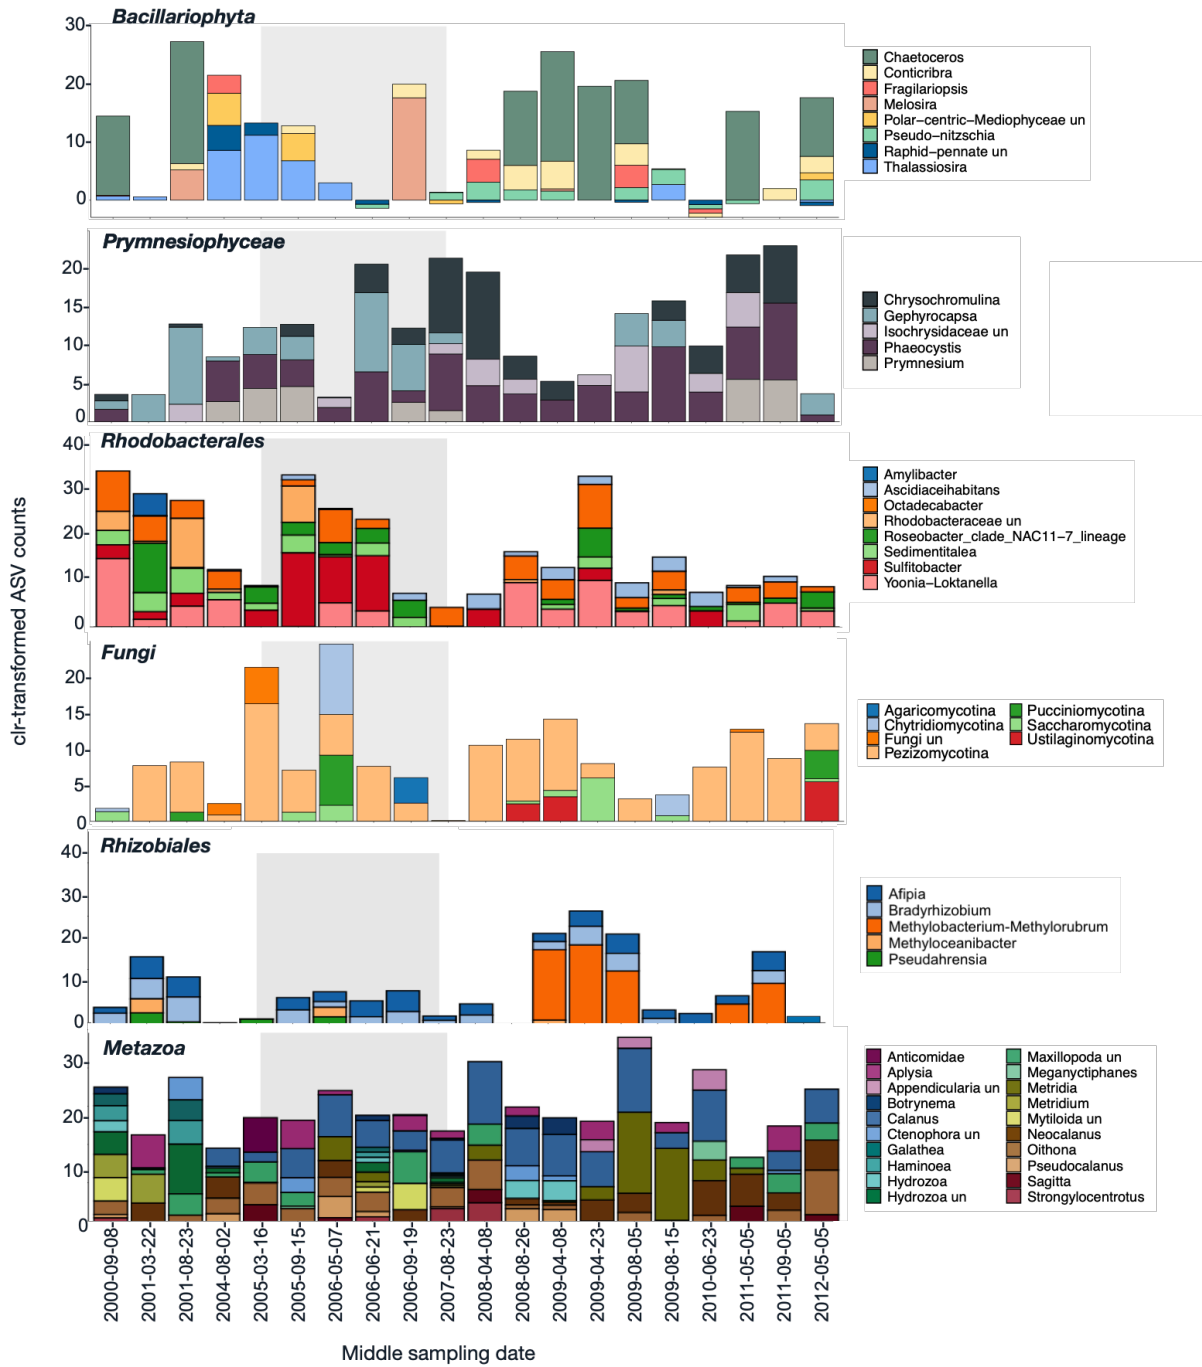 Bacillariophyta
30
20
10
0
Chaetoceros
Conticribra
Fragilariopsis
Melosira
Polar−centric−Mediophyceae un
Pseudo−nitzschia
Raphid−pennate un
Thalassiosira
Prymnesiophyceae
20
15
10
5
0
Chrysochromulina
Gephyrocapsa
Isochrysidaceae un
Phaeocystis
Prymnesium
Rhodobacterales
40
30
20
10
0
Amylibacter
Ascidiaceihabitans
Octadecabacter
Rhodobacteraceae un
Roseobacter_clade_NAC11−7_lineage
Sedimentitalea
Sulfitobacter
Yoonia−Loktanella
clr-transformed ASV counts
Fungi
20
15
10
5
0
Agaricomycotina
Chytridiomycotina
Fungi un
Pezizomycotina
Pucciniomycotina
Saccharomycotina
Ustilaginomycotina
Rhizobiales
40
30
20
10
0
Afipia
Bradyrhizobium
Methylobacterium-Methylorubrum
Methyloceanibacter
Pseudahrensia
Metazoa
30
20
10
0
Anticomidae
Aplysia
Appendicularia un
Botrynema
Calanus
Ctenophora un
Galathea
Haminoea
Hydrozoa
Hydrozoa un
Maxillopoda un
Meganyctiphanes
Metridia
Metridium
Mytiloida un
Neocalanus
Oithona
Pseudocalanus
Sagitta
Strongylocentrotus
2000-09-08
2001-03-22
2001-08-23
2004-08-02
2005-03-16
2005-09-15
2006-05-07
2006-06-21
2006-09-19
2007-08-23
2008-04-08
2008-08-26
2009-04-08
2009-04-23
2009-08-05
2009-08-15
2010-06-23
2011-05-05
2011-09-05
2012-05-05
Middle sampling date